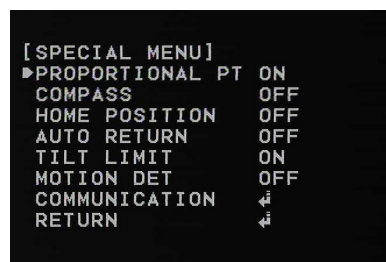 [SPECIAL MENU]
PROPORTIONAL PT ON
COMPASS OFF
HOME POSITION OFF
AUTO RETURN OFF
TILT LIMIT ON
MOTION DET OFF
COMMUNICATION ↲
RETURN ↲